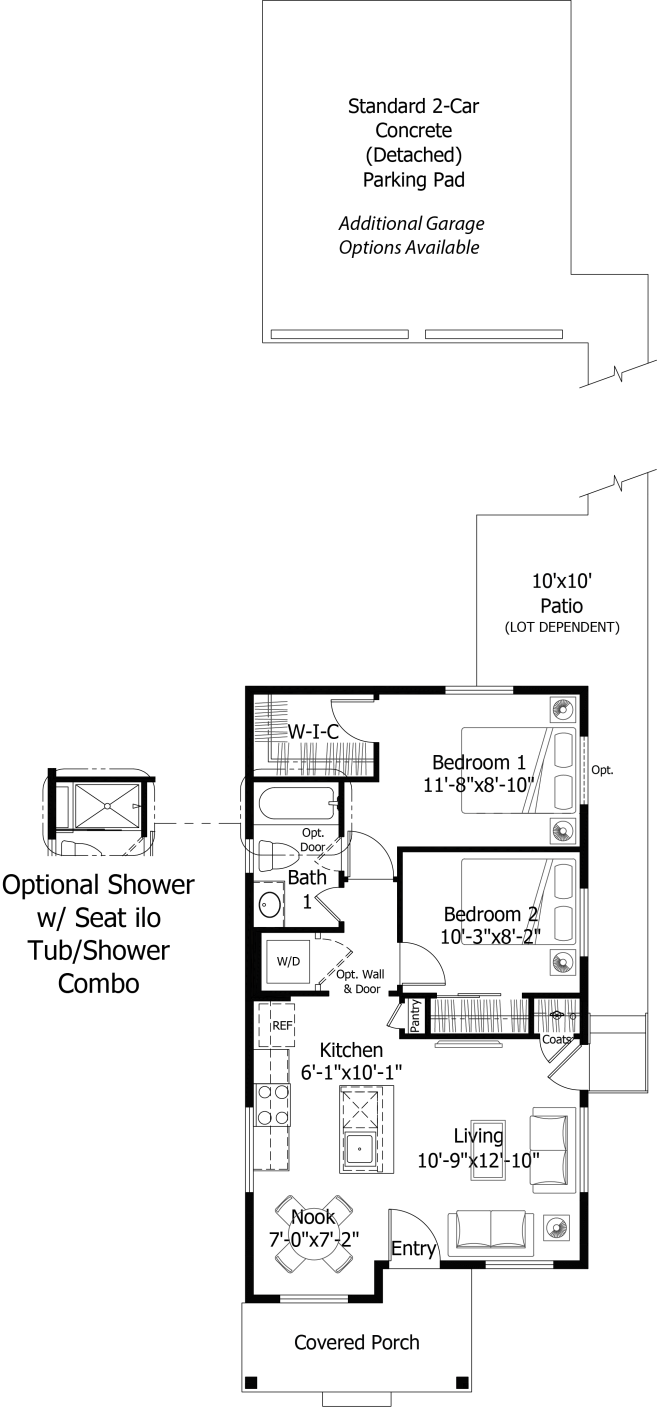 Standard 2-Car
Concrete
(Detached)
Parking Pad
Additional Garage
Options Available
10'x10'
Patio
(LOT DEPENDENT)
W-I-C
Bedroom 1
11'-8"x8'-10"
Opt.
Opt.
Door
Bath
1
Optional Shower
w/ Seat ilo
Tub/Shower
Combo
Bedroom 2
10'-3"x8'-2"
W/D
Opt. Wall
& Door
Pantry
REF
Coats
Kitchen
6'-1"x10'-1"
Living
10'-9"x12'-10"
Nook
7'-0"x7'-2"
Entry
Covered Porch